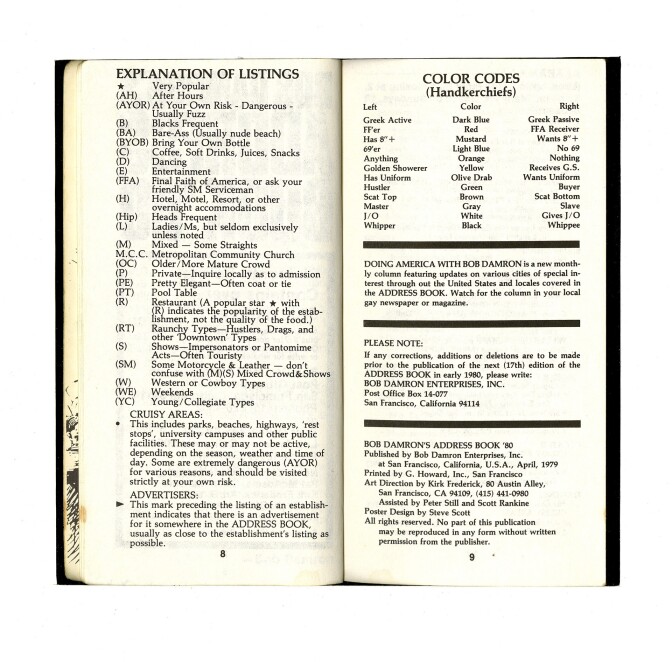 EXPLANATION OF LISTINGS
★ Very Popular
(AH) After Hours
(AYOR) At Your Own Risk - Dangerous -
Usually Fuzz
(B) Blacks Frequent
(BA) Bare-Ass (Usually nude beach)
(BYOB) Bring Your Own Bottle
(C) Coffee, Soft Drinks, Juices, Snacks
(D) Dancing
(E) Entertainment
(FFA) Final Faith of America, or ask your
friendly SM Serviceman
(H) Hotel, Motel, Resort, or other
overnight accommodations
(Hip) Heads Frequent
(L) Ladies/Ms, but seldom exclusively
unless noted
(M) Mixed — Some Straights
M.C.C. Metropolitan Community Church
(OC) Older/More Mature Crowd
(P) Private—Inquire locally as to admission
(PE) Pretty Elegant—Often coat or tie
(PT) Pool Table
(R) Restaurant (A popular star ★ with
(R) indicates the popularity of the estab-
lishment, not the quality of the food.)
(RT) Raunchy Types—Hustlers, Drags, and
other 'Downtown' Types
(S) Shows—Impersonators or Pantomime
Acts—Often Touristy
(SM) Some Motorcycle & Leather — don't
confuse with (M)(S) Mixed Crowd&Shows
(W) Western or Cowboy Types
(WE) Weekends
(YC) Young/Collegiate Types
CRUISY AREAS:
• This includes parks, beaches, highways, 'rest
stops', university campuses and other public
facilities. These may or may not be active,
depending on the season, weather and time of
day. Some are extremely dangerous (AYOR)
for various reasons, and should be visited
strictly at your own risk.
ADVERTISERS:
► This mark preceding the listing of an establish-
ment indicates that there is an advertisement
for it somewhere in the ADDRESS BOOK,
usually as close to the establishment's listing as
possible.
8
COLOR CODES
(Handkerchiefs)
Left Color Right
Greek Active Dark Blue Greek Passive
FF'er Red FFA Receiver
Has 8"+ Mustard Wants 8"+
69'er Light Blue No 69
Anything Orange Nothing
Golden Showerer Yellow Receives G.S.
Has Uniform Olive Drab Wants Uniform
Hustler Green Buyer
Scat Top Brown Scat Bottom
Master Gray Slave
J/O White Gives J/O
Whipper Black Whippee
DOING AMERICA WITH BOB DAMRON is a new month-
ly column featuring updates on various cities of special in-
terest through out the United States and locales covered in
the ADDRESS BOOK. Watch for the column in your local
gay newspaper or magazine.
PLEASE NOTE:
If any corrections, additions or deletions are to be made
prior to the publication of the next (17th) edition of the
ADDRESS BOOK in early 1980, please write:
BOB DAMRON ENTERPRISES, INC.
Post Office Box 14-077
San Francisco, California 94114
BOB DAMRON'S ADDRESS BOOK '80
Published by Bob Damron Enterprises, Inc.
at San Francisco, California, U.S.A., April, 1979
Printed by G. Howard, Inc., San Francisco
Art Direction by Kirk Frederick, 80 Austin Alley,
San Francisco, CA 94109, (415) 441-0980
Assisted by Peter Still and Scott Rankine
Poster Design by Steve Scott
All rights reserved. No part of this publication
may be reproduced in any form without written
permission from the publisher.
9